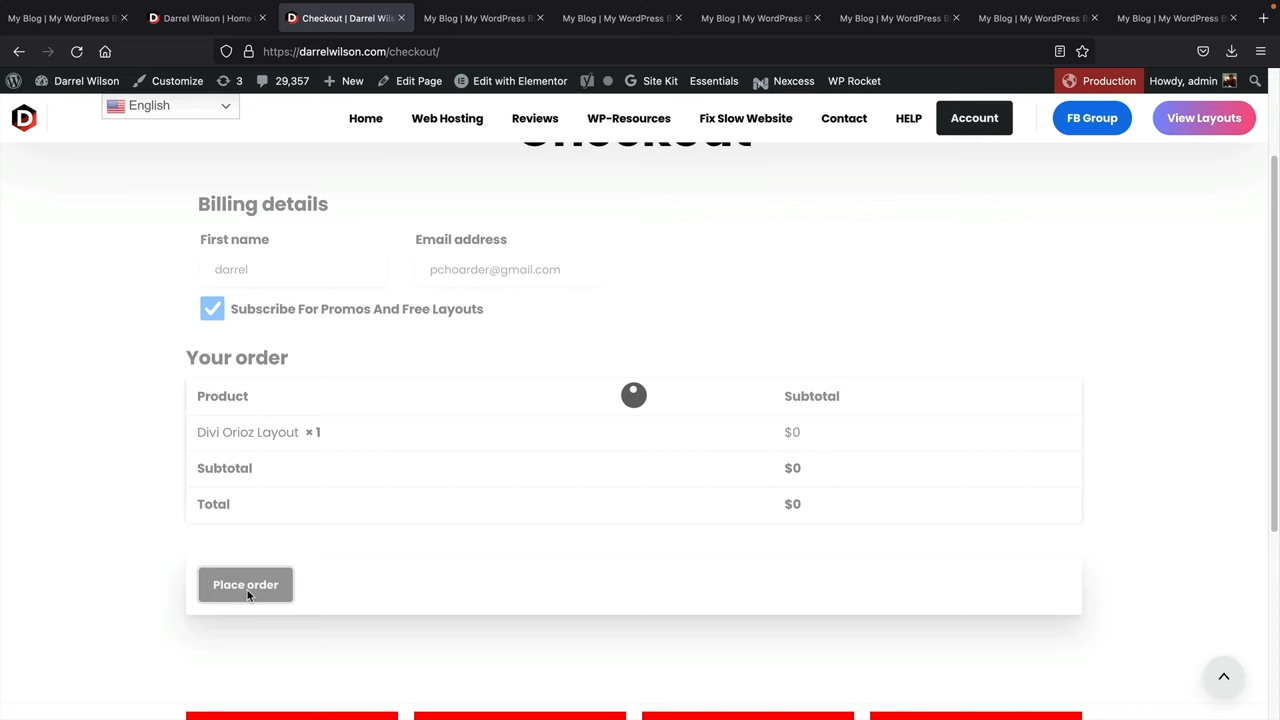 My Blog | My WordPress B
Darrel Wilson | Home
Checkout | Darrel Wils
My Blog | My WordPress B
My Blog | My WordPress B
My Blog | My WordPress B
My Blog | My WordPress B
My Blog | My WordPress B
My Blog | My WordPress B
https://darrelwilson.com/checkout/
Darrel Wilson
Customize
3
29,357
New
Edit Page
Edit with Elementor
Site Kit
Essentials
Nexcess
WP Rocket
Production
Howdy, admin
D
English
Home
Web Hosting
Reviews
WP-Resources
Fix Slow Website
Contact
HELP
Account
FB Group
View Layouts
Checkout
Billing details
First name
Email address
darrel
pchoarder@gmail.com
Subscribe For Promos And Free Layouts
Your order
Product Subtotal
Divi Orioz Layout × 1 $0
Subtotal $0
Total $0
Place order